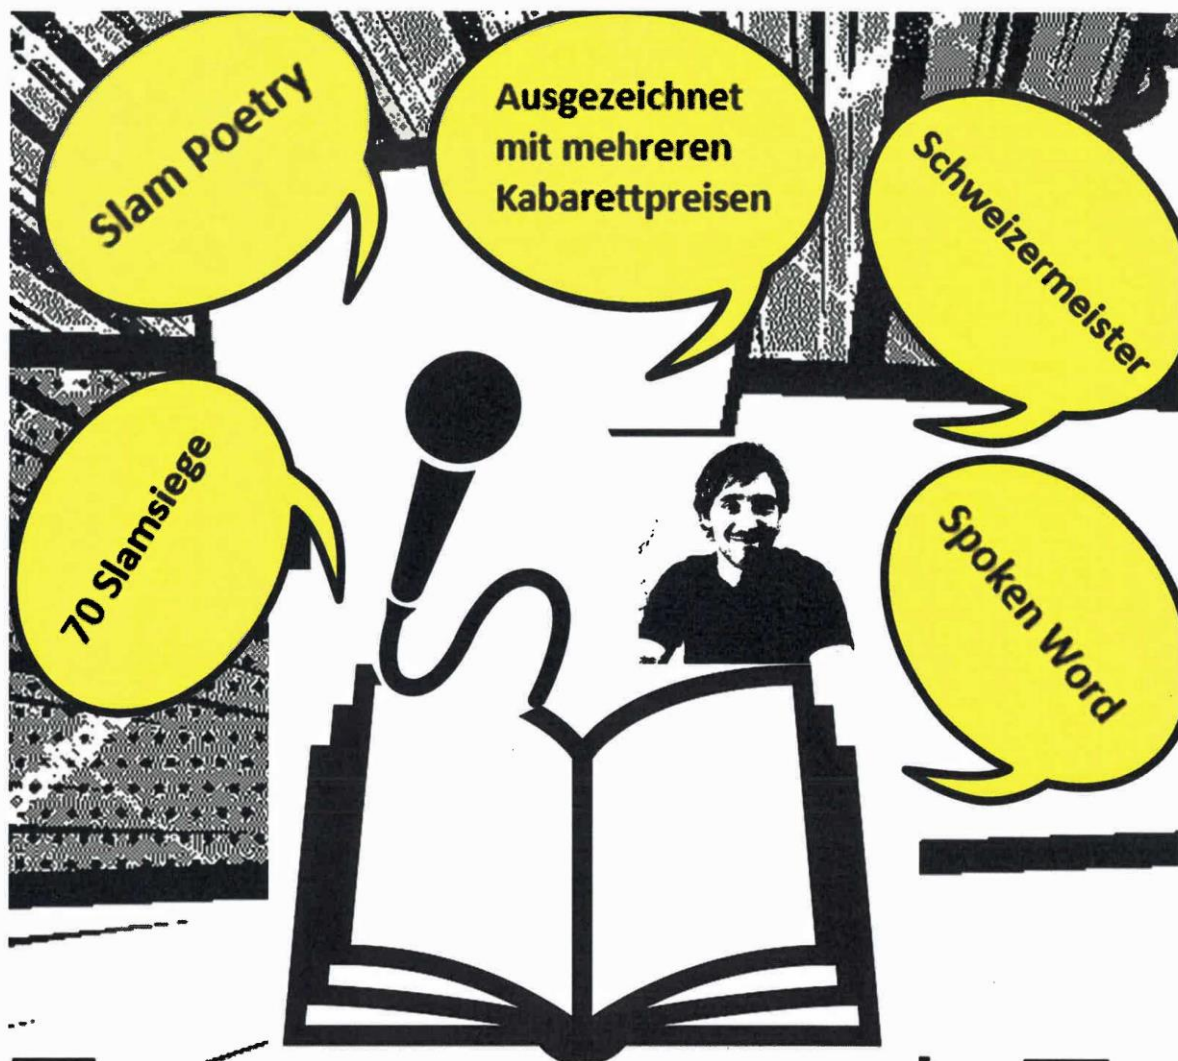 Slam Poetry
Ausgezeichnet
mit mehreren
Kabarettpreisen
Schweizermeister
70 Slamsiege
Spoken Word